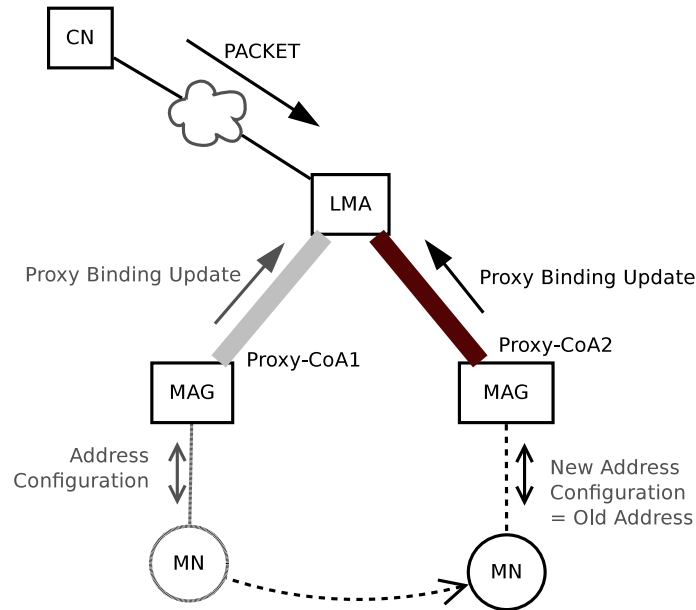 CN
PACKET
LMA
Proxy Binding Update
Proxy Binding Update
Proxy-CoA1
Proxy-CoA2
MAG
MAG
Address
Configuration
New Address
Configuration
= Old Address
MN
MN